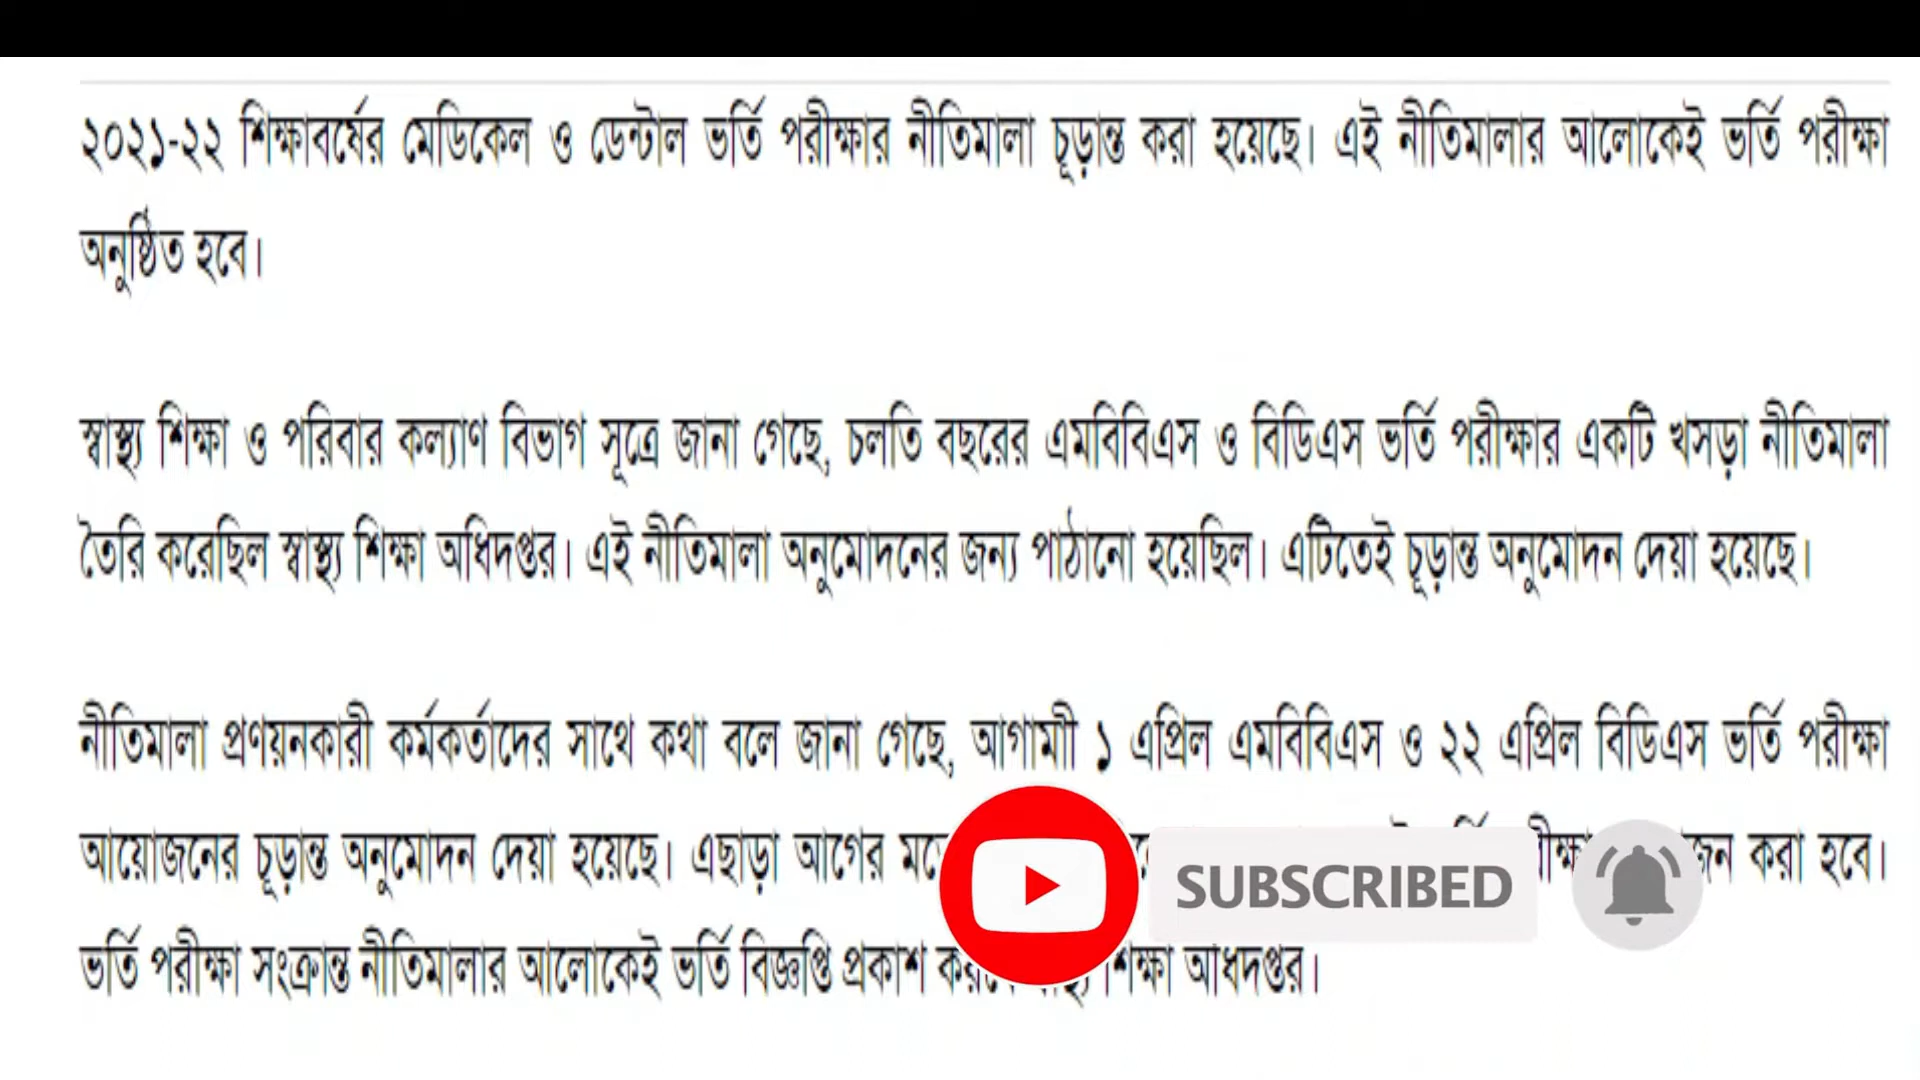 ২০২১-২২ শিক্ষাবর্ষের মেডিকেল ও ডেন্টাল ভর্তি পরীক্ষার নীতিমালা চূড়ান্ত করা হয়েছে। এই নীতিমালার আলোকেই ভর্তি পরীক্ষা
অনুষ্ঠিত হবে।
স্বাস্থ্য শিক্ষা ও পরিবার কল্যাণ বিভাগ সূত্রে জানা গেছে, চলতি বছরের এমবিবিএস ও বিডিএস ভর্তি পরীক্ষার একটি খসড়া নীতিমালা
তৈরি করেছিল স্বাস্থ্য শিক্ষা অধিদপ্তর। এই নীতিমালা অনুমোদনের জন্য পাঠানো হয়েছিল। এটিতেই চূড়ান্ত অনুমোদন দেয়া হয়েছে।
নীতিমালা প্রণয়নকারী কর্মকর্তাদের সাথে কথা বলে জানা গেছে, আগামী ১ এপ্রিল এমবিবিএস ও ২২ এপ্রিল বিডিএস ভর্তি পরীক্ষা
আয়োজনের চূড়ান্ত অনুমোদন দেয়া হয়েছে। এছাড়া আগের করা হবে।
SUBSCRIBED
ভর্তি পরীক্ষা সংক্রান্ত নীতিমালার আলোকেই ভর্তি বিজ্ঞপ্তি প্রকাশ শিক্ষা অধিদপ্তর।